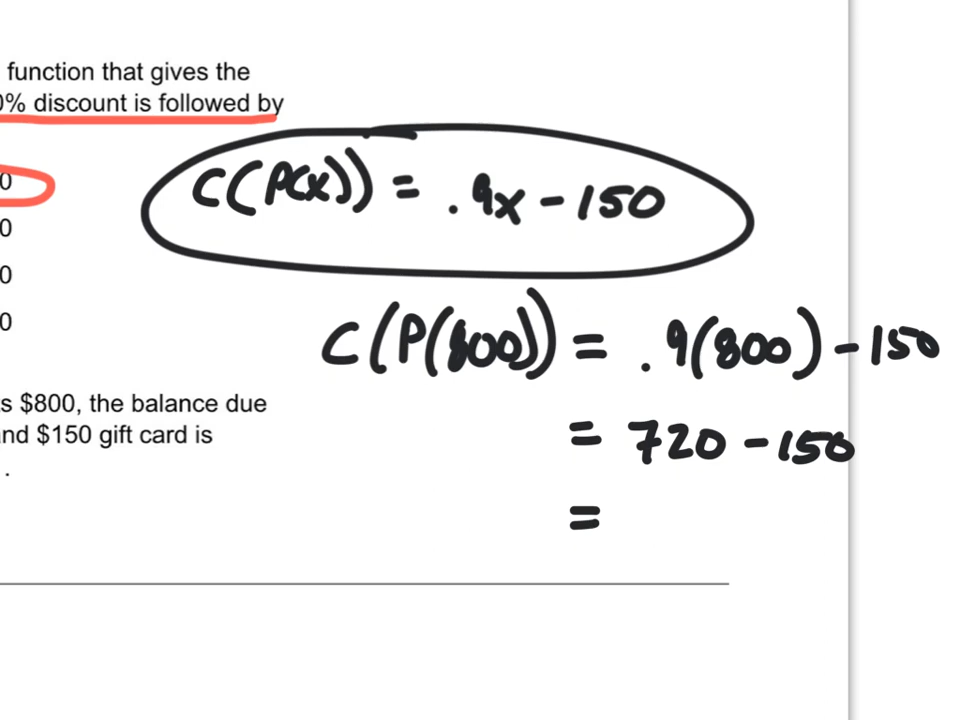 function that gives the
0% discount is followed by
C(P(x)) = .9x - 150
0
0
0
0
C(P(800)) = .9(800) - 150
s $800, the balance due
and $150 gift card is
= 720 - 150
.
=